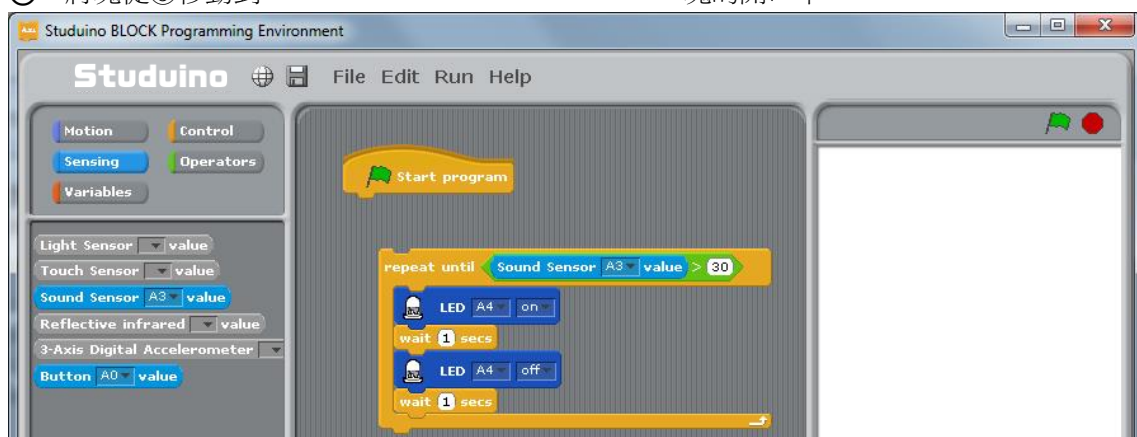 Studuino BLOCK Programming Environment
Studuino File Edit Run Help
Motion Control
Sensing Operators
Variables
Light Sensor value
Touch Sensor value
Sound Sensor A3 value
Reflective infrared value
3-Axis Digital Accelerometer
Button A0 value
Start program
repeat until Sound Sensor A3 value > 30
LED A4 on
wait 1 secs
LED A4 off
wait 1 secs